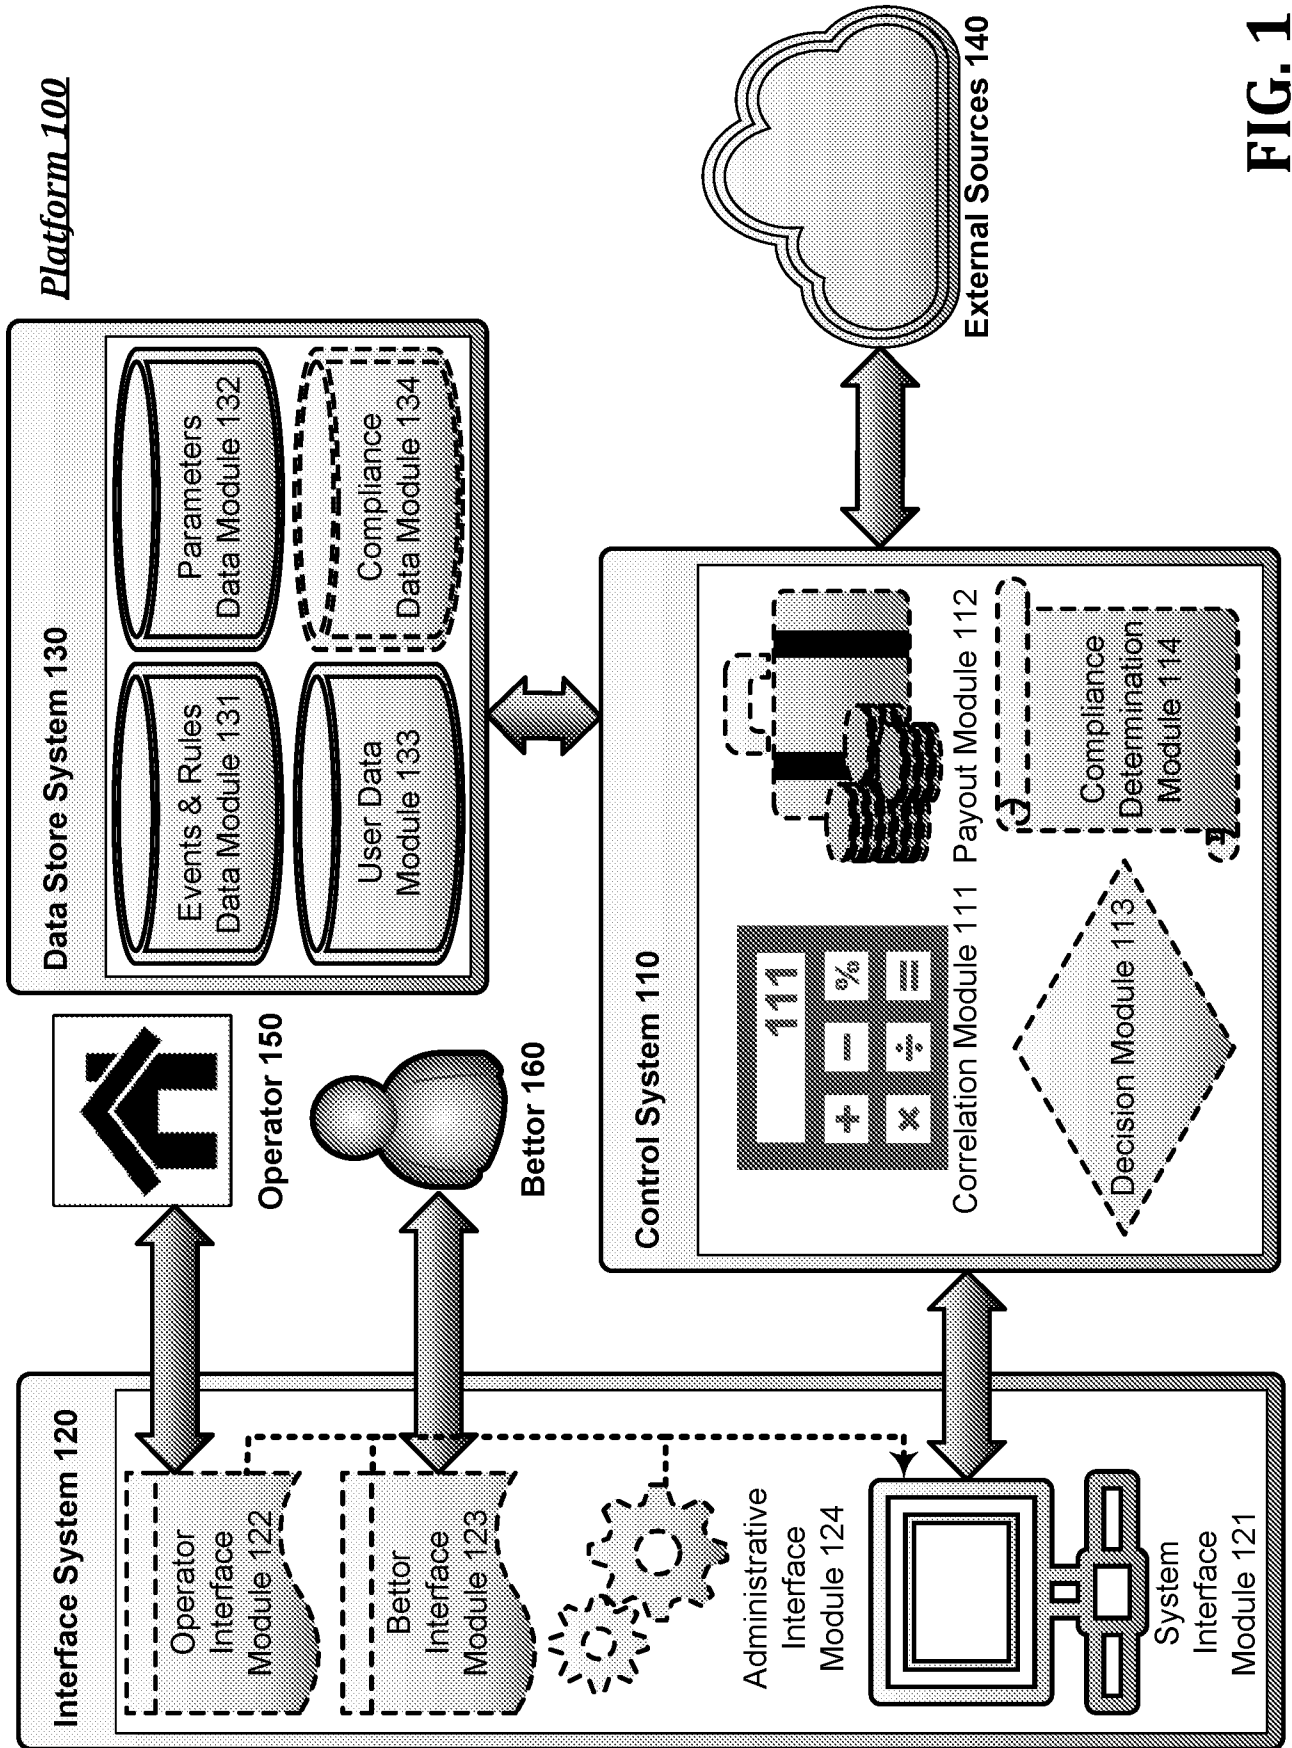 Platform 100
Interface System 120
Operator
Interface
Module 122
Bettor
Interface
Module 123
Administrative
Interface
Module 124
System
Interface
Module 121
Operator 150
Bettor 160
Data Store System 130
Events & Rules
Data Module 131
Parameters
Data Module 132
User Data
Module 133
Compliance
Data Module 134
Control System 110
111
+ − %
× ÷ =
Correlation Module 111
Payout Module 112
Decision Module 113
Compliance
Determination
Module 114
External Sources 140
FIG. 1